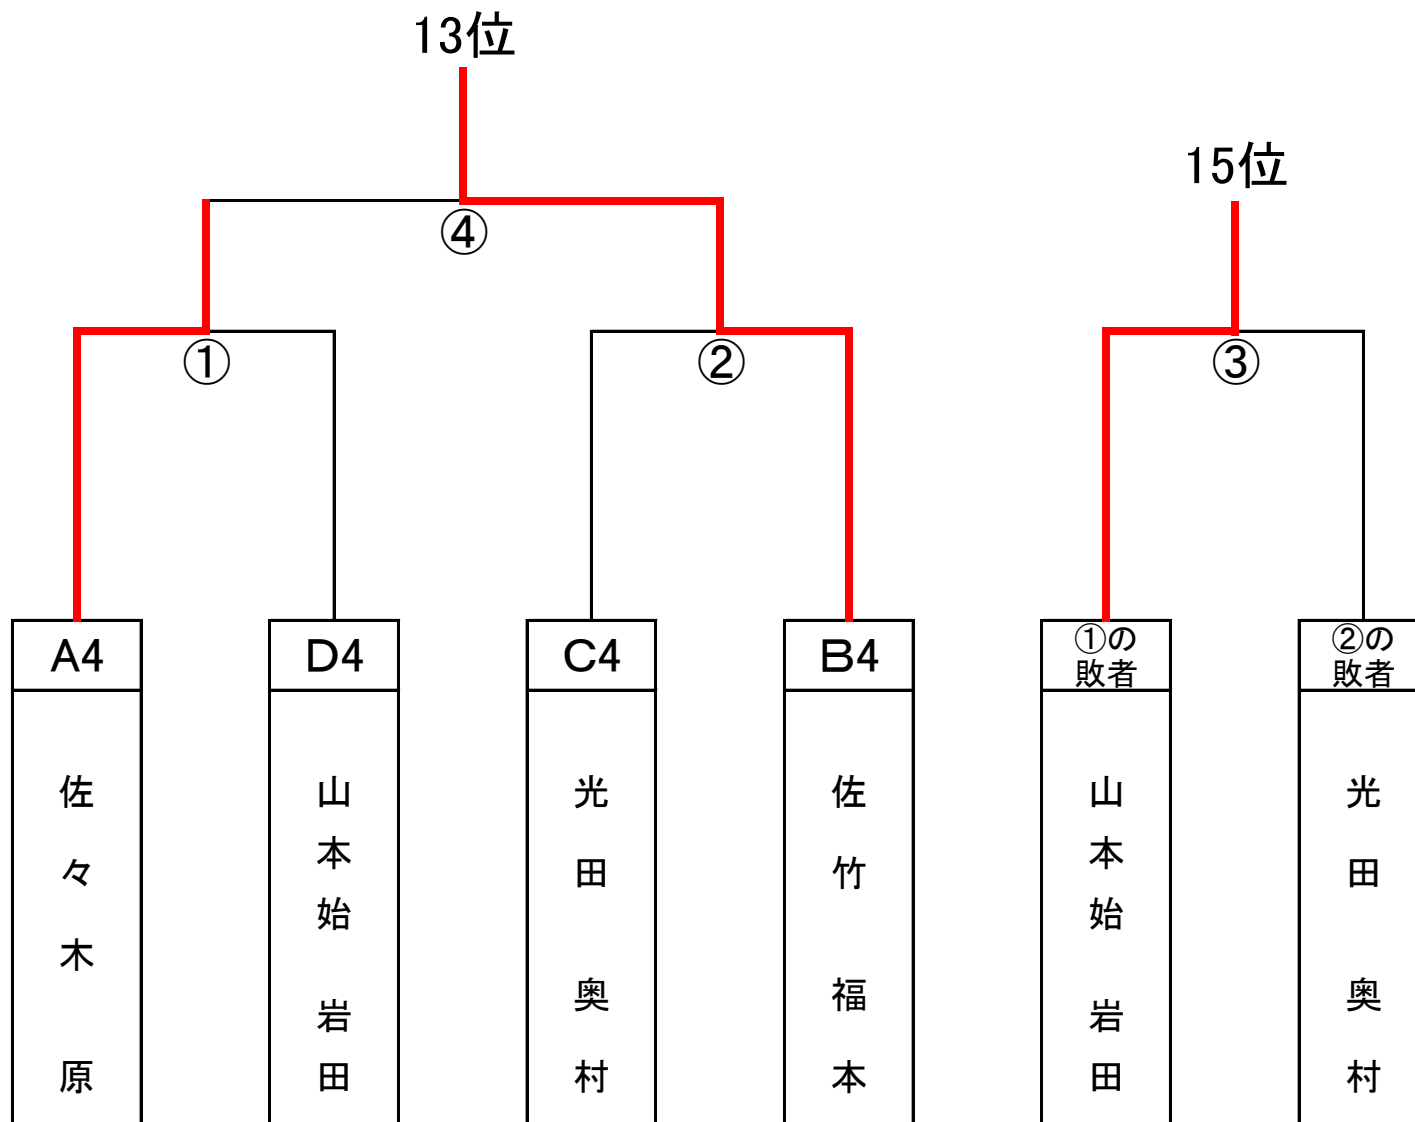 13位
15位
④
①
②
③
A4
D4
C4
B4
①の
敗者
②の
敗者
佐々木 原
山本始 岩田
光田 奥村
佐竹 福本
山本始 岩田
光田 奥村